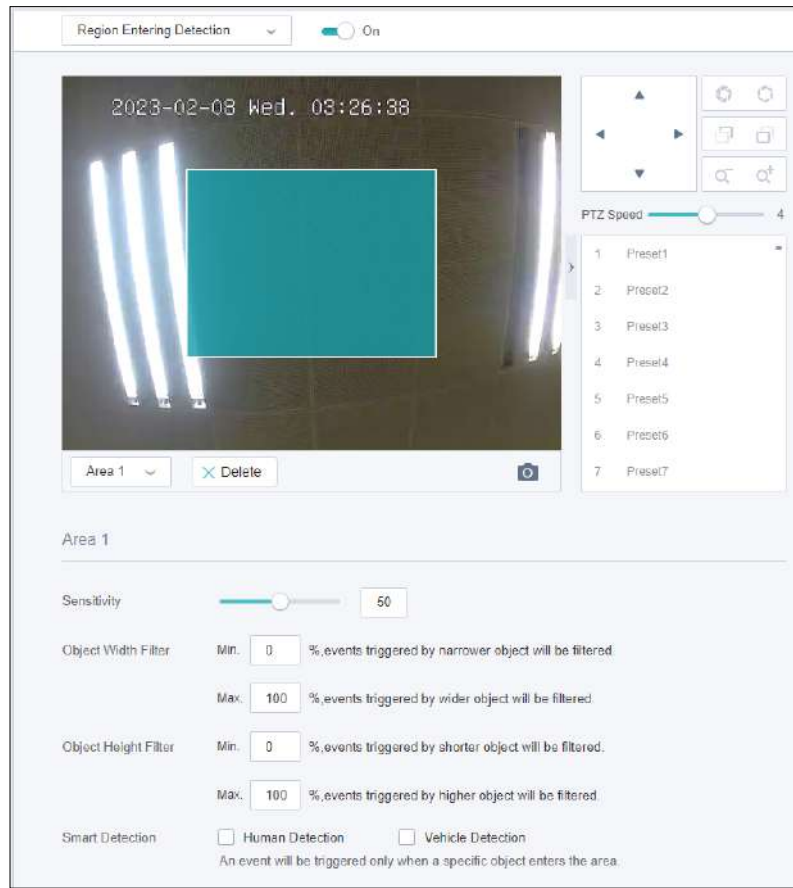 Region Entering Detection On
2023-02-08 Wed. 03:26:38
PTZ Speed 4
1 Preset1
2 Preset2
3 Preset3
4 Preset4
5 Preset5
6 Preset6
7 Preset7
Area 1 Delete
Area 1
Sensitivity 50
Object Width Filter Min. 0 %,events triggered by narrower object will be filtered
Max. 100 %,events triggered by wider object will be filtered.
Object Height Filter Min. 0 %,events triggered by shorter object will be filtered.
Max. 100 %,events triggered by higher object will be filtered
Smart Detection Human Detection Vehicle Detection
An event will be triggered only when a specific object enters the area.